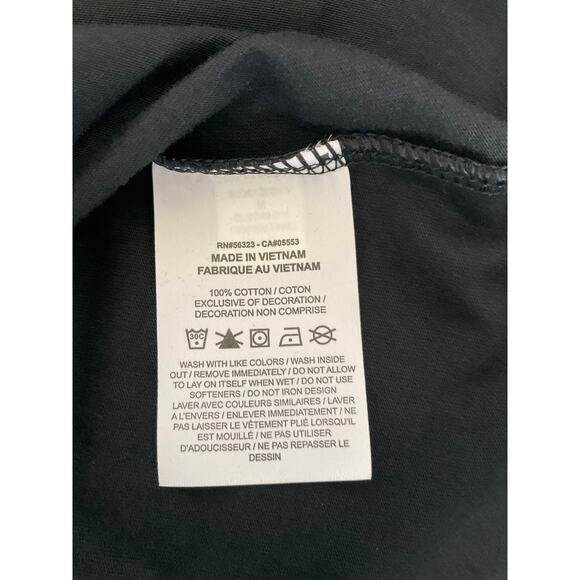 RN#56323 - CA#05553
MADE IN VIETNAM
FABRIQUE AU VIETNAM
100% COTTON / COTON
EXCLUSIVE OF DECORATION /
DECORATION NON COMPRISE
30C
WASH WITH LIKE COLORS / WASH INSIDE
OUT / REMOVE IMMEDIATELY / DO NOT ALLOW
TO LAY ON ITSELF WHEN WET / DO NOT USE
SOFTENERS / DO NOT IRON DESIGN
LAVER AVEC COULEURS SIMILAIRES / LAVER
A L'ENVERS / ENLEVER IMMEDIATEMENT / NE
PAS LAISSER LE VÊTEMENT PLIÉ LORSQU'IL
EST MOUILLÉ / NE PAS UTILISER
D'ADOUCISSEUR / NE PAS REPASSER LE
DESSIN